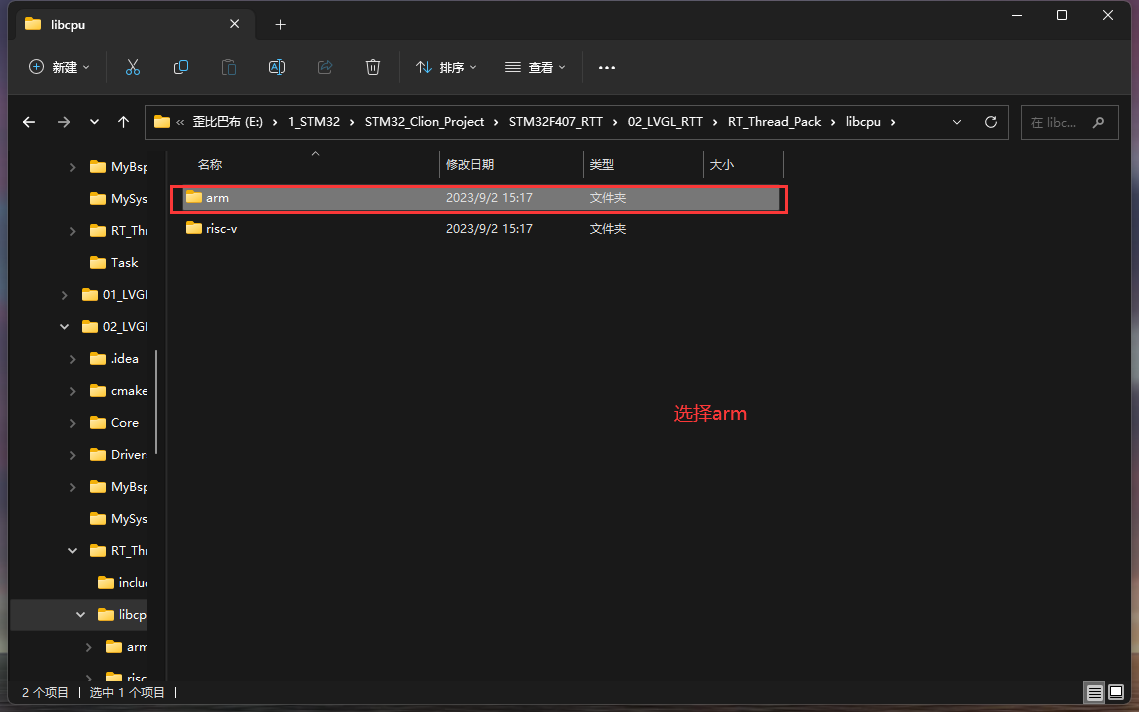 libcpu
新建
排序
查看
歪比巴布 (E:) 1_STM32 STM32_Clion_Project STM32F407_RTT 02_LVGL_RTT RT_Thread_Pack libcpu
在 libc...
名称 修改日期 类型 大小
arm 2023/9/2 15:17 文件夹
risc-v 2023/9/2 15:17 文件夹
选择arm
MyBsp
MySys
RT_Thr
Task
01_LVGL
02_LVGL
.idea
cmake
Core
Driver
MyBsp
MySys
RT_Thr
inclu
libcp
arm
risc
2 个项目 选中 1 个项目